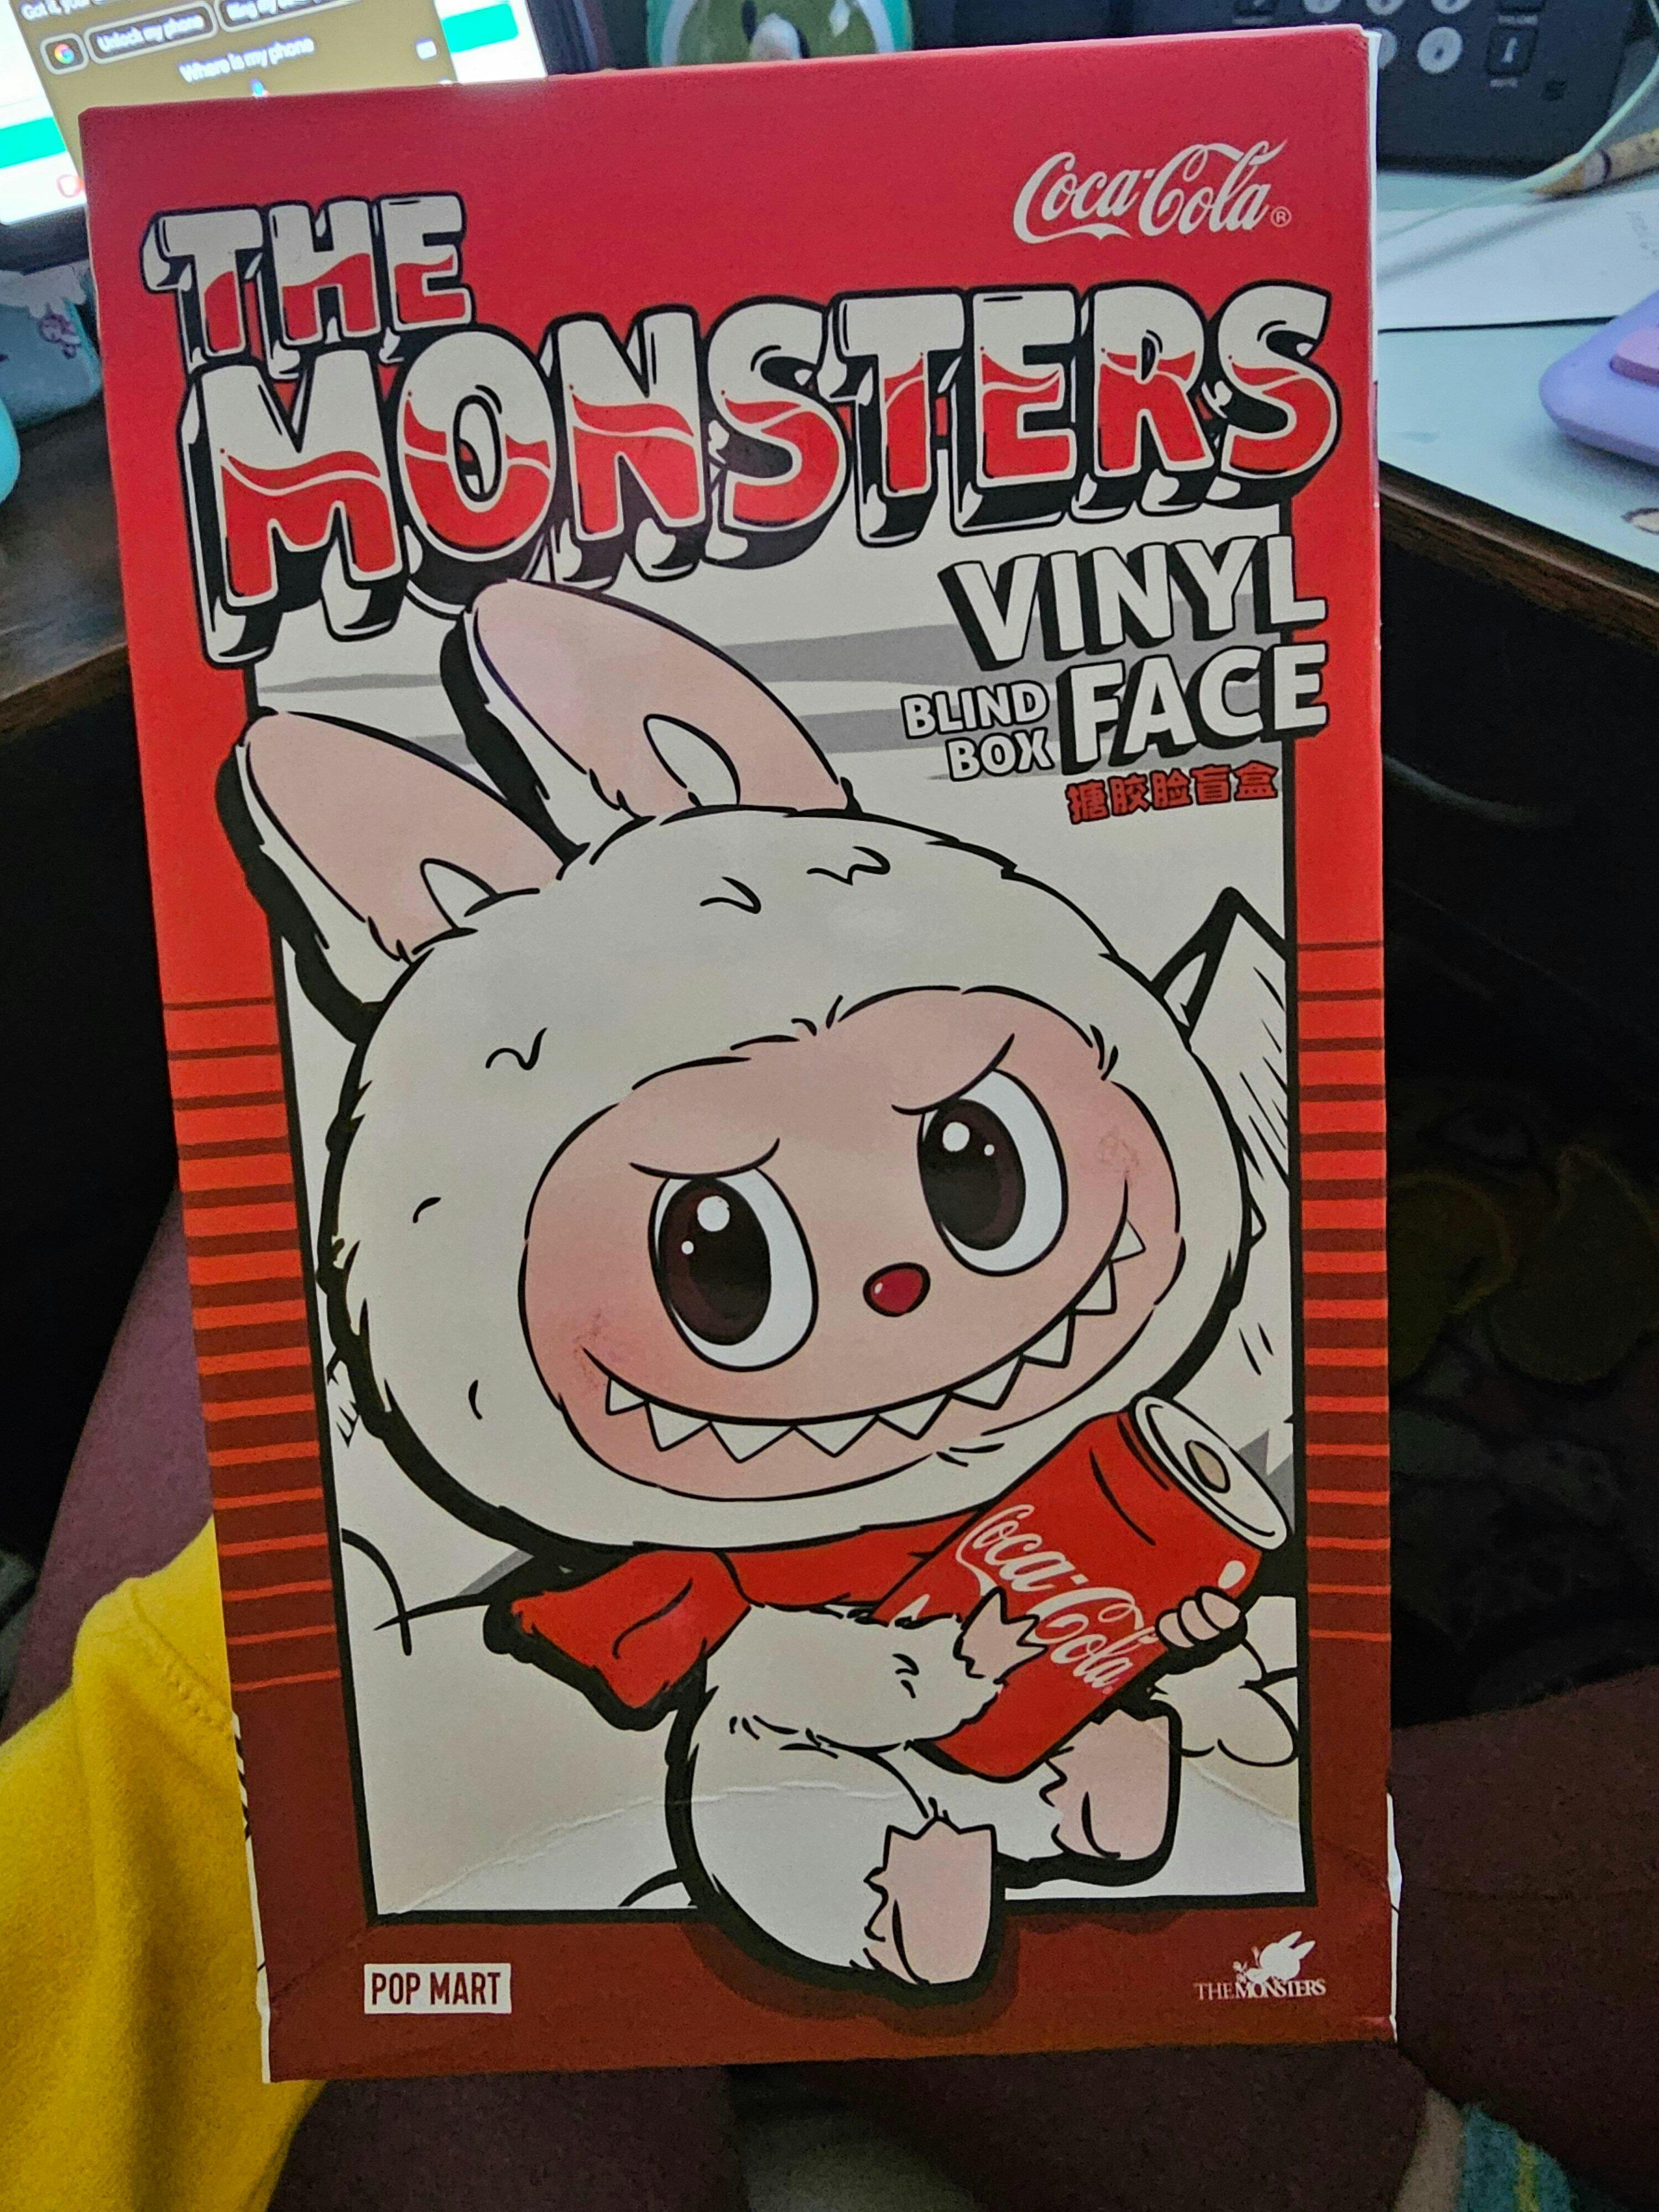 Unlock my phone
Where is my phone
Coca-Cola®
THE
MONSTERS
VINYL
BLIND
BOX
FACE
搪胶脸盲盒
Coca-Cola
POP MART
THE MONSTERS